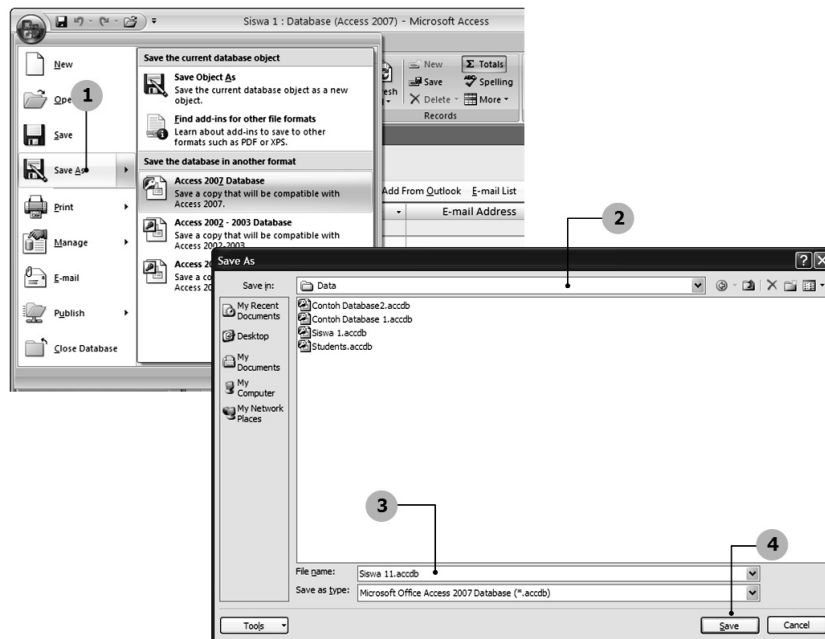 Siswa 1 : Database (Access 2007) - Microsoft Access
New
Save
Save As
Print
Manage
E-mail
Publish
Close Database
1
Save the current database object
Save Object As
Save the current database object as a new
object.
Find add-ins for other file formats
Learn about add-ins to save to other
formats such as PDF or XPS.
Save the database in another format
Access 2007 Database
Save a copy that will be compatible with
Access 2007.
Access 2002 - 2003 Database
Save a copy that will be compatible with
Access 2002-2003.
New
Save
Delete
Σ Totals
Spelling
More
Records
Add From Outlook E-mail List
E-mail Address
2
Save As
Save in: Data
My Recent
Documents
Desktop
My
Documents
My
Computer
My Network
Places
Contoh Database2.accdb
Contoh Database 1.accdb
Siswa 1.accdb
Students.accdb
3
4
File name: Siswa 11.accdb
Save as type: Microsoft Office Access 2007 Database (*.accdb)
Tools
Save
Cancel